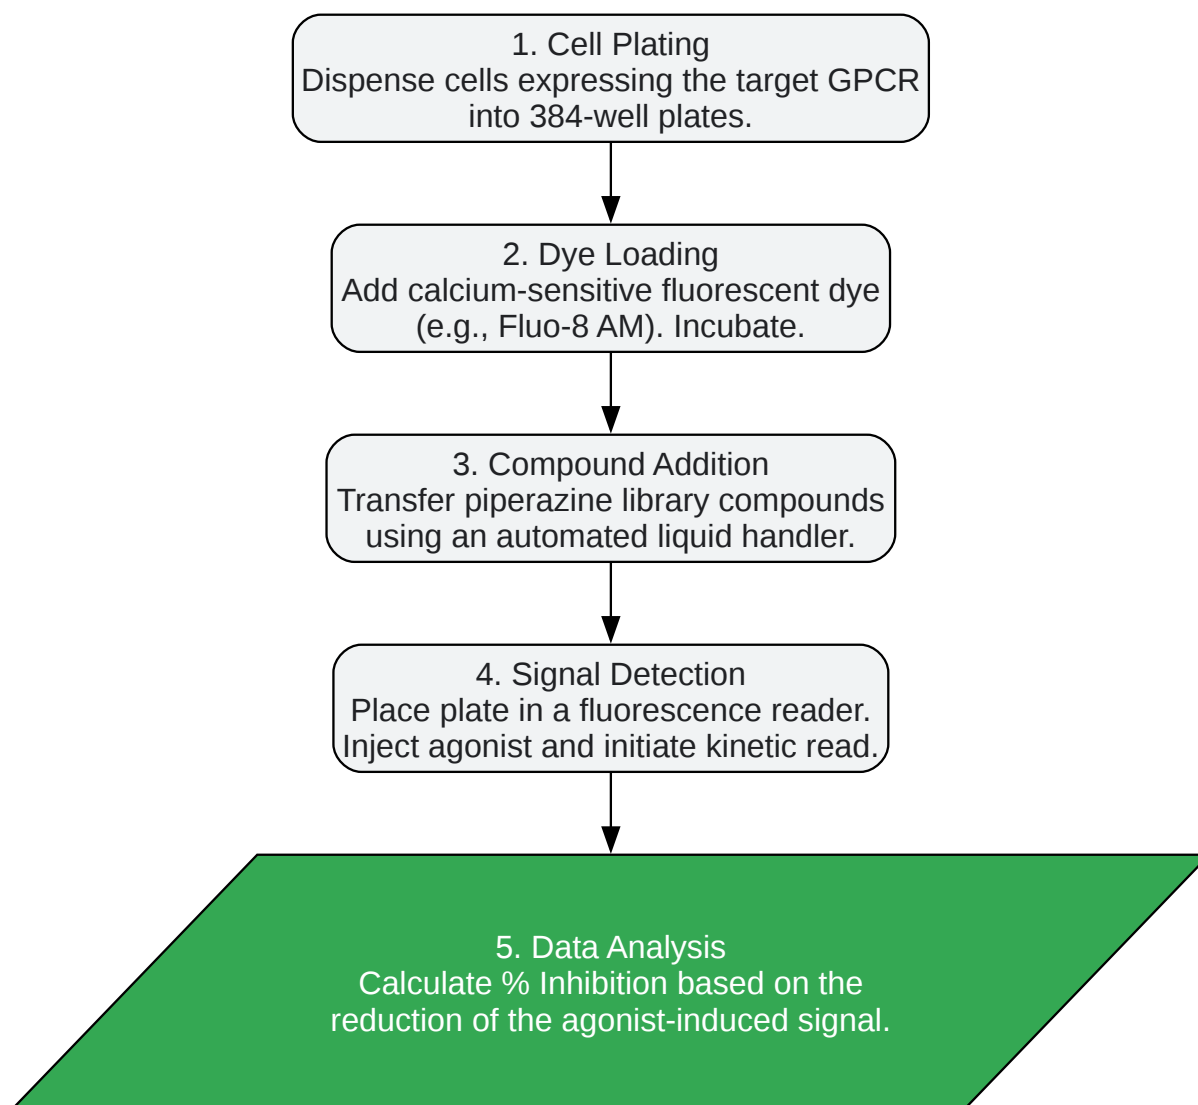 1. Cell Plating
Dispense cells expressing the target GPCR
into 384-well plates.
2. Dye Loading
Add calcium-sensitive fluorescent dye
(e.g., Fluo-8 AM). Incubate.
3. Compound Addition
Transfer piperazine library compounds
using an automated liquid handler.
4. Signal Detection
Place plate in a fluorescence reader.
Inject agonist and initiate kinetic read.
5. Data Analysis
Calculate % Inhibition based on the
reduction of the agonist-induced signal.